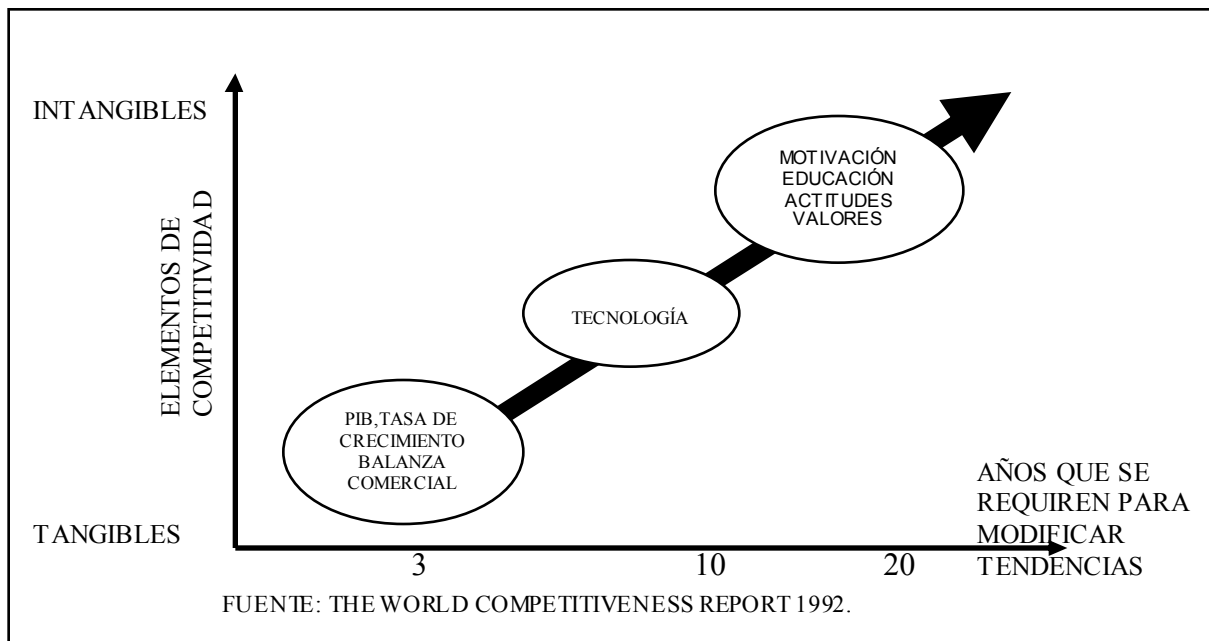 INTANGIBLES
ELEMENTOS DE
COMPETITIVIDAD
MOTIVACIÓN
EDUCACIÓN
ACTITUDES
VALORES
TECNOLOGÍA
PIB,TASA DE
CRECIMIENTO
BALANZA
COMERCIAL
TANGIBLES
AÑOS QUE SE
REQUIREN PARA
MODIFICAR
TENDENCIAS
3 10 20
FUENTE: THE WORLD COMPETITIVENESS REPORT 1992.